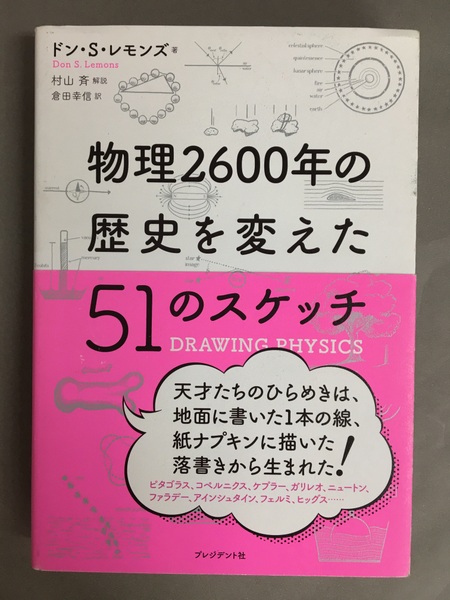 ドン・S・レモンズ 著
Don S. Lemons
村山 斉 解説
倉田幸信 訳
celestial sphere
quintessence
lunar sphere
fire
air
water
earth
物理2600年の
歴史を変えた
51のスケッチ
DRAWING PHYSICS
天才たちのひらめきは、
地面に書いた1本の線、
紙ナプキンに描いた
落書きから生まれた!
ピタゴラス、コペルニクス、ケプラー、ガリレオ、ニュートン、
ファラデー、アインシュタイン、フェルミ、ヒッグス……
プレジデント社